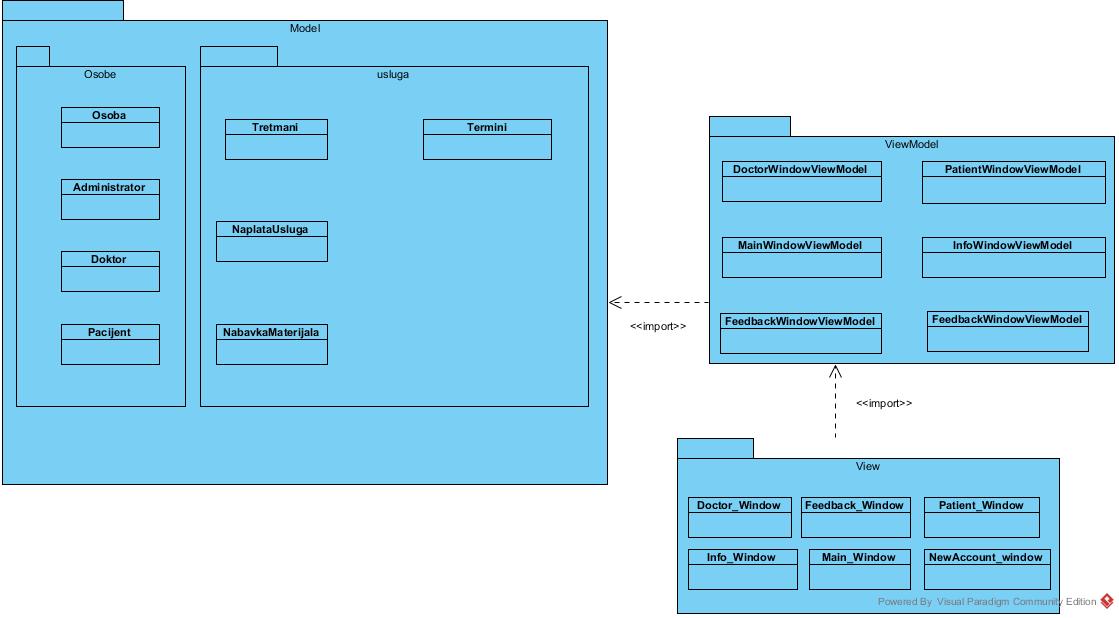 Model
Osobe
Osoba
Administrator
Doktor
Pacijent
usluga
Tretmani
Termini
NaplataUsluga
NabavkaMaterijala
<<import>>
ViewModel
DoctorWindowViewModel
PatientWindowViewModel
MainWindowViewModel
InfoWindowViewModel
FeedbackWindowViewModel
FeedbackWindowViewModel
<<import>>
View
Doctor_Window
Feedback_Window
Patient_Window
Info_Window
Main_Window
NewAccount_window
Powered By Visual Paradigm Community Edition